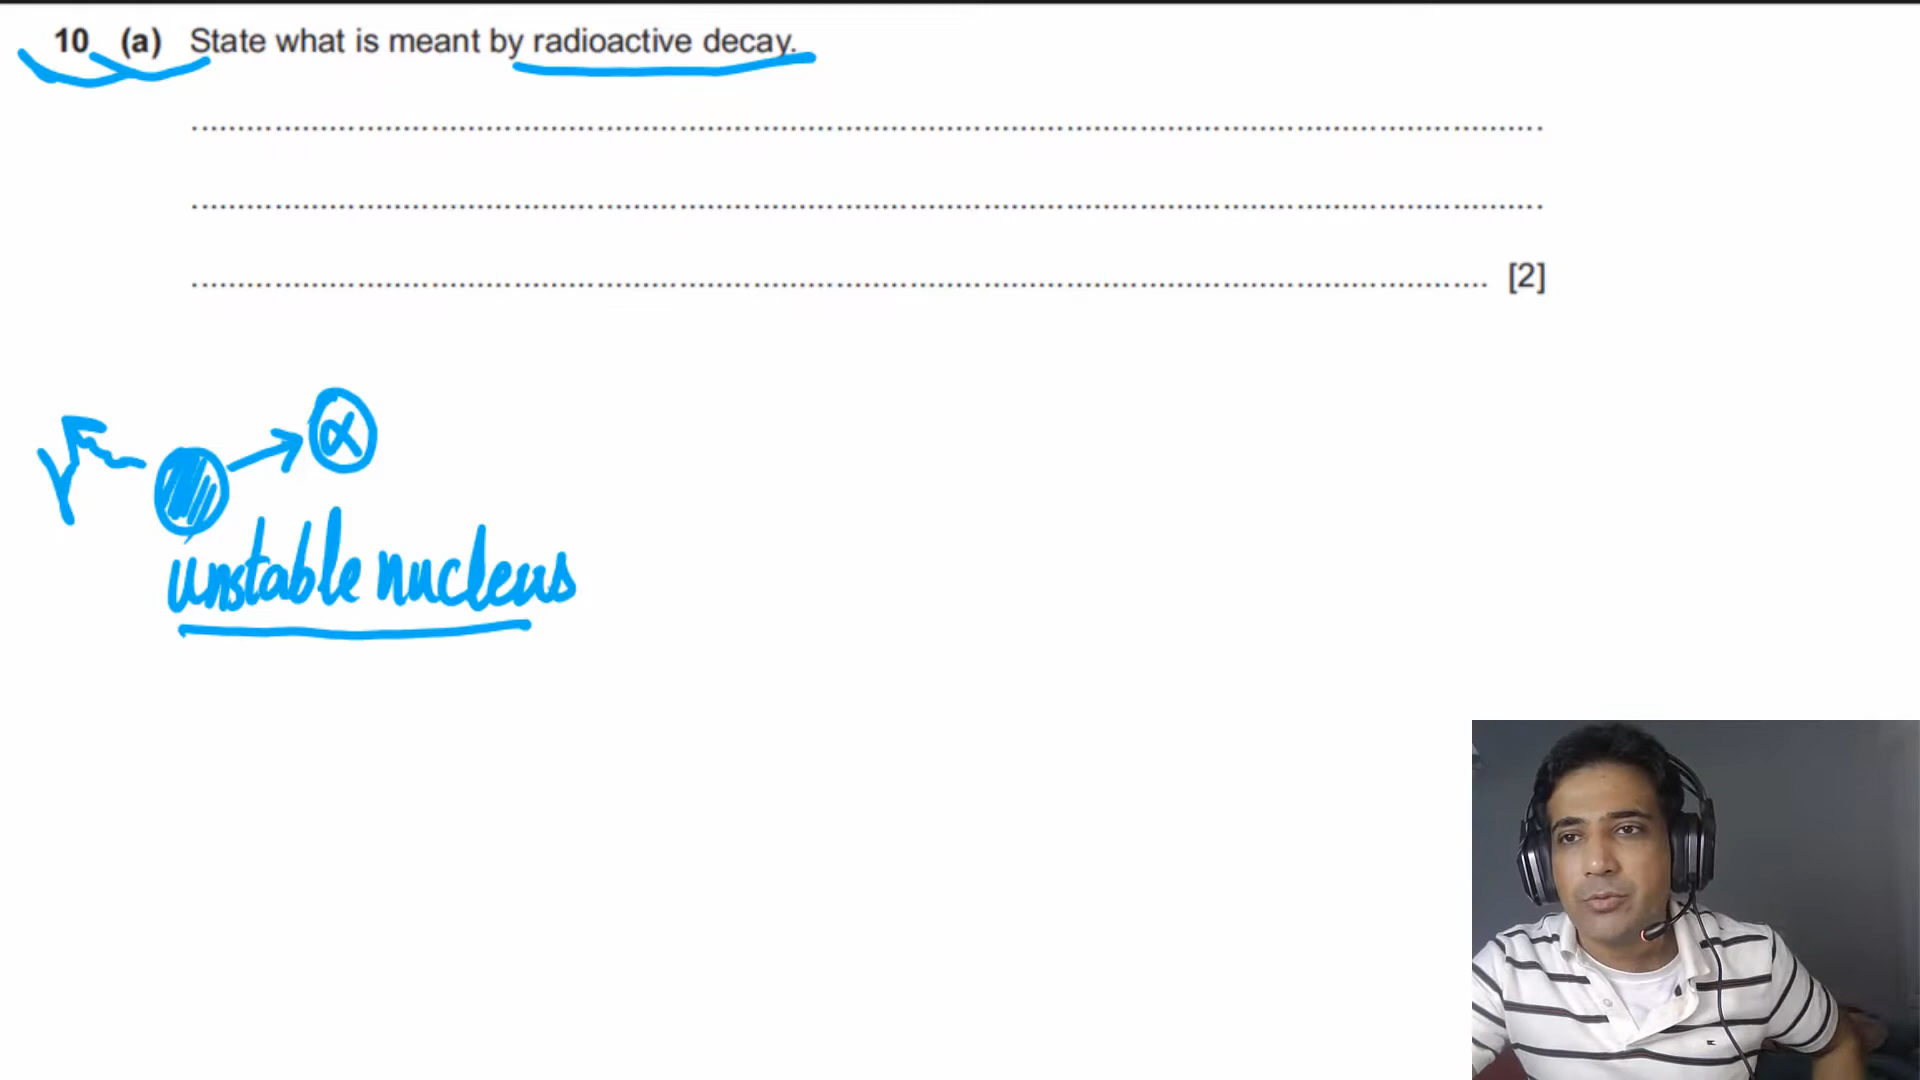 10 (a) State what is meant by radioactive decay.
[2]
α
γ
unstable nucleus